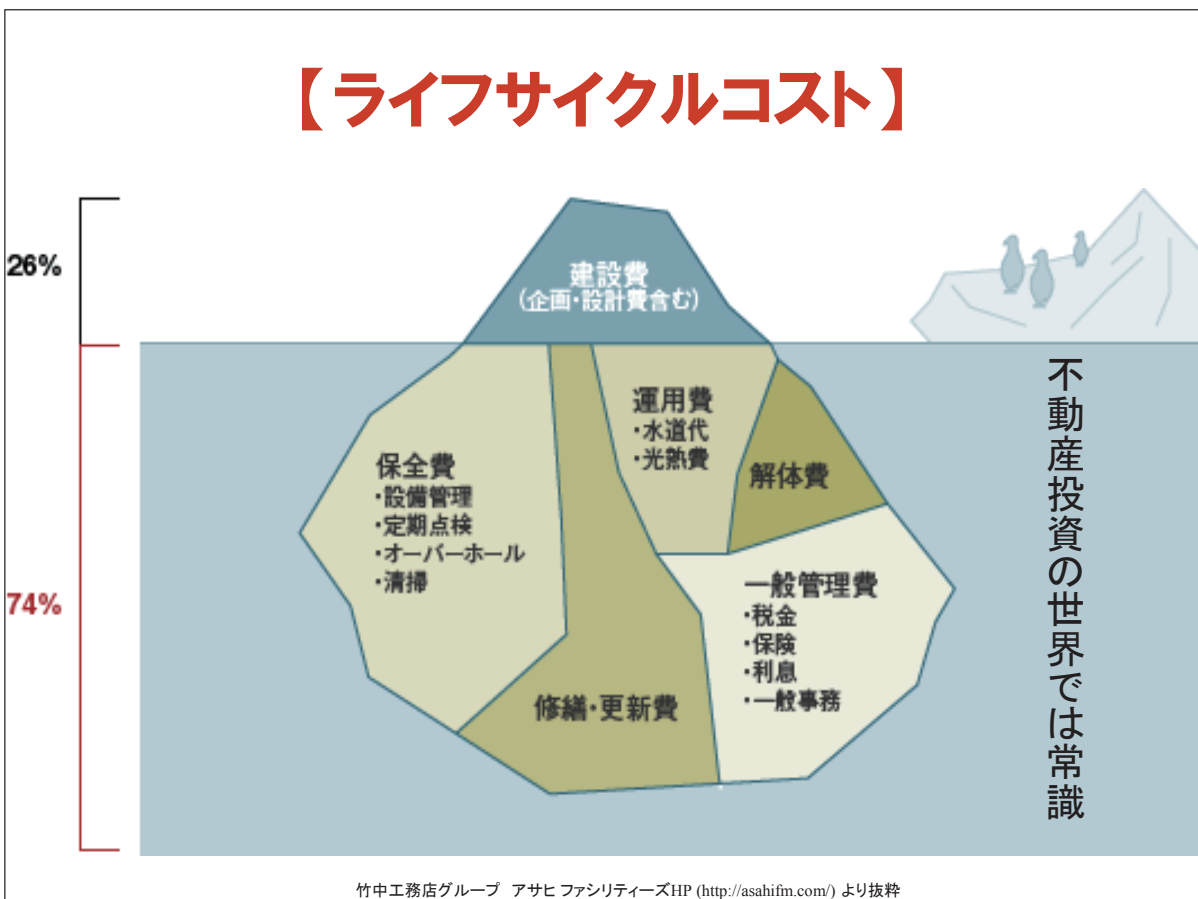 【ライフサイクルコスト】
26%
建設費
(企画・設計費含む)
運用費
・水道代
・光熱費
解体費
保全費
・設備管理
・定期点検
・オーバーホール
・清掃
74%
一般管理費
・税金
・保険
・利息
・一般事務
修繕・更新費
不動産投資の世界では常識
竹中工務店グループ アサヒ ファシリティーズHP (http://asahifm.com/) より抜粋